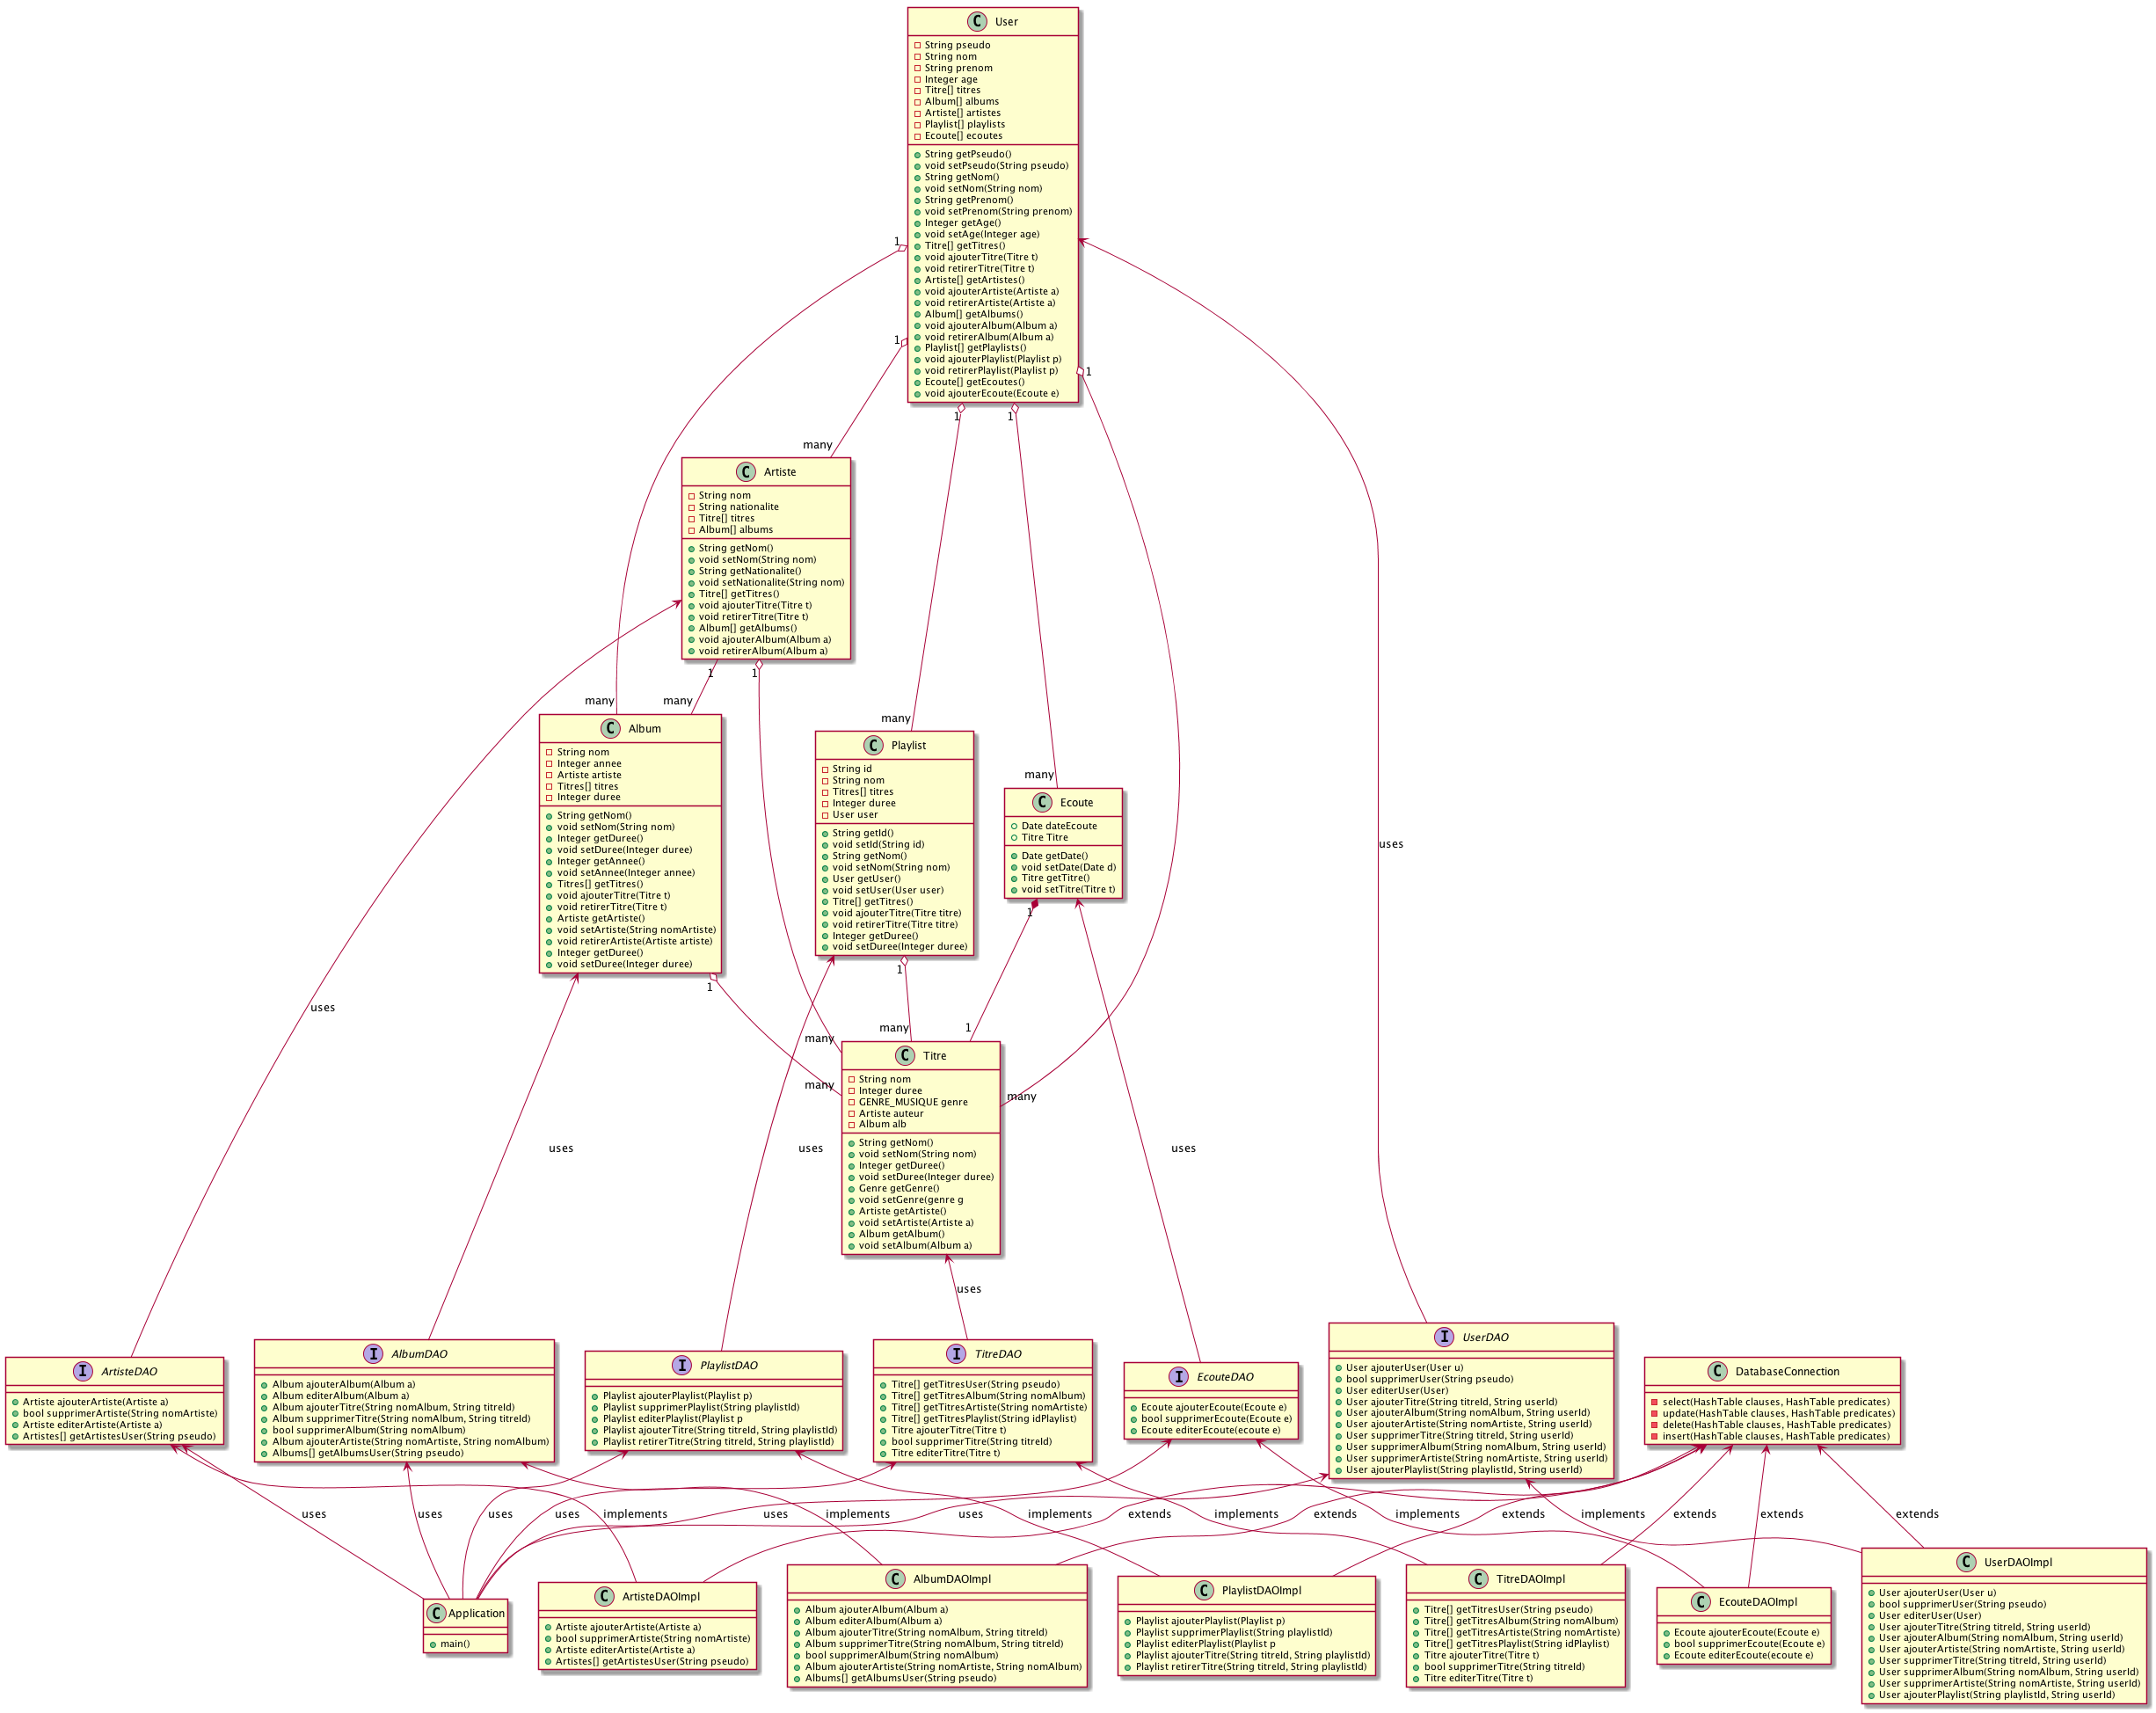 User
String pseudo
String nom
String prenom
Integer age
Titre[] titres
Album[] albums
Artiste[] artistes
Playlist[] playlists
Ecoute[] ecoutes
String getPseudo()
void setPseudo(String pseudo)
String getNom()
void setNom(String nom)
String getPrenom()
void setPrenom(String prenom)
Integer getAge()
void setAge(Integer age)
Titre[] getTitres()
void ajouterTitre(Titre t)
void retirerTitre(Titre t)
Artiste[] getArtistes()
void ajouterArtiste(Artiste a)
void retirerArtiste(Artiste a)
Album[] getAlbums()
void ajouterAlbum(Album a)
void retirerAlbum(Album a)
Playlist[] getPlaylists()
void ajouterPlaylist(Playlist p)
void retirerPlaylist(Playlist p)
Ecoute[] getEcoutes()
void ajouterEcoute(Ecoute e)
1
1
1
1
1
many
Artiste
String nom
String nationalite
Titre[] titres
Album[] albums
String getNom()
void setNom(String nom)
String getNationalite()
void setNationalite(String nom)
Titre[] getTitres()
void ajouterTitre(Titre t)
void retirerTitre(Titre t)
Album[] getAlbums()
void ajouterAlbum(Album a)
void retirerAlbum(Album a)
1
1
many
many
many
many
uses
Album
String nom
Integer annee
Artiste artiste
Titres[] titres
Integer duree
String getNom()
void setNom(String nom)
Integer getDuree()
void setDuree(Integer duree)
Integer getAnnee()
void setAnnee(Integer annee)
Titres[] getTitres()
void ajouterTitre(Titre t)
void retirerTitre(Titre t)
Artiste getArtiste()
void setArtiste(String nomArtiste)
void retirerArtiste(Artiste artiste)
Integer getDuree()
void setDuree(Integer duree)
Playlist
String id
String nom
Titres[] titres
Integer duree
User user
String getId()
void setId(String id)
String getNom()
void setNom(String nom)
User getUser()
void setUser(User user)
Titre[] getTitres()
void ajouterTitre(Titre titre)
void retirerTitre(Titre titre)
Integer getDuree()
void setDuree(Integer duree)
Ecoute
Date dateEcoute
Titre Titre
Date getDate()
void setDate(Date d)
Titre getTitre()
void setTitre(Titre t)
1
1
1
uses
many
many
1
many
many
Titre
String nom
Integer duree
GENRE_MUSIQUE genre
Artiste auteur
Album alb
String getNom()
void setNom(String nom)
Integer getDuree()
void setDuree(Integer duree)
Genre getGenre()
void setGenre(genre g
Artiste getArtiste()
void setArtiste(Artiste a)
Album getAlbum()
void setAlbum(Album a)
uses
uses
uses
uses
ArtisteDAO
Artiste ajouterArtiste(Artiste a)
bool supprimerArtiste(String nomArtiste)
Artiste editerArtiste(Artiste a)
Artistes[] getArtistesUser(String pseudo)
AlbumDAO
Album ajouterAlbum(Album a)
Album editerAlbum(Album a)
Album ajouterTitre(String nomAlbum, String titreId)
Album supprimerTitre(String nomAlbum, String titreId)
bool supprimerAlbum(String nomAlbum)
Album ajouterArtiste(String nomArtiste, String nomAlbum)
Albums[] getAlbumsUser(String pseudo)
PlaylistDAO
Playlist ajouterPlaylist(Playlist p)
Playlist supprimerPlaylist(String playlistId)
Playlist editerPlaylist(Playlist p
Playlist ajouterTitre(String titreId, String playlistId)
Playlist retirerTitre(String titreId, String playlistId)
TitreDAO
Titre[] getTitresUser(String pseudo)
Titre[] getTitresAlbum(String nomAlbum)
Titre[] getTitresArtiste(String nomArtiste)
Titre[] getTitresPlaylist(String idPlaylist)
Titre ajouterTitre(Titre t)
bool supprimerTitre(String titreId)
Titre editerTitre(Titre t)
EcouteDAO
Ecoute ajouterEcoute(Ecoute e)
bool supprimerEcoute(Ecoute e)
Ecoute editerEcoute(ecoute e)
UserDAO
User ajouterUser(User u)
bool supprimerUser(String pseudo)
User editerUser(User)
User ajouterTitre(String titreId, String userId)
User ajouterAlbum(String nomAlbum, String userId)
User ajouterArtiste(String nomArtiste, String userId)
User supprimerTitre(String titreId, String userId)
User supprimerAlbum(String nomAlbum, String userId)
User supprimerArtiste(String nomArtiste, String userId)
User ajouterPlaylist(String playlistId, String userId)
DatabaseConnection
select(HashTable clauses, HashTable predicates)
update(HashTable clauses, HashTable predicates)
delete(HashTable clauses, HashTable predicates)
insert(HashTable clauses, HashTable predicates)
uses
uses
uses
uses
implements
uses
implements
uses
implements
extends
implements
extends
implements
extends
implements
extends
extends
extends
Application
main()
ArtisteDAOImpl
Artiste ajouterArtiste(Artiste a)
bool supprimerArtiste(String nomArtiste)
Artiste editerArtiste(Artiste a)
Artistes[] getArtistesUser(String pseudo)
AlbumDAOImpl
Album ajouterAlbum(Album a)
Album editerAlbum(Album a)
Album ajouterTitre(String nomAlbum, String titreId)
Album supprimerTitre(String nomAlbum, String titreId)
bool supprimerAlbum(String nomAlbum)
Album ajouterArtiste(String nomArtiste, String nomAlbum)
Albums[] getAlbumsUser(String pseudo)
PlaylistDAOImpl
Playlist ajouterPlaylist(Playlist p)
Playlist supprimerPlaylist(String playlistId)
Playlist editerPlaylist(Playlist p
Playlist ajouterTitre(String titreId, String playlistId)
Playlist retirerTitre(String titreId, String playlistId)
TitreDAOImpl
Titre[] getTitresUser(String pseudo)
Titre[] getTitresAlbum(String nomAlbum)
Titre[] getTitresArtiste(String nomArtiste)
Titre[] getTitresPlaylist(String idPlaylist)
Titre ajouterTitre(Titre t)
bool supprimerTitre(String titreId)
Titre editerTitre(Titre t)
EcouteDAOImpl
Ecoute ajouterEcoute(Ecoute e)
bool supprimerEcoute(Ecoute e)
Ecoute editerEcoute(ecoute e)
UserDAOImpl
User ajouterUser(User u)
bool supprimerUser(String pseudo)
User editerUser(User)
User ajouterTitre(String titreId, String userId)
User ajouterAlbum(String nomAlbum, String userId)
User ajouterArtiste(String nomArtiste, String userId)
User supprimerTitre(String titreId, String userId)
User supprimerAlbum(String nomAlbum, String userId)
User supprimerArtiste(String nomArtiste, String userId)
User ajouterPlaylist(String playlistId, String userId)